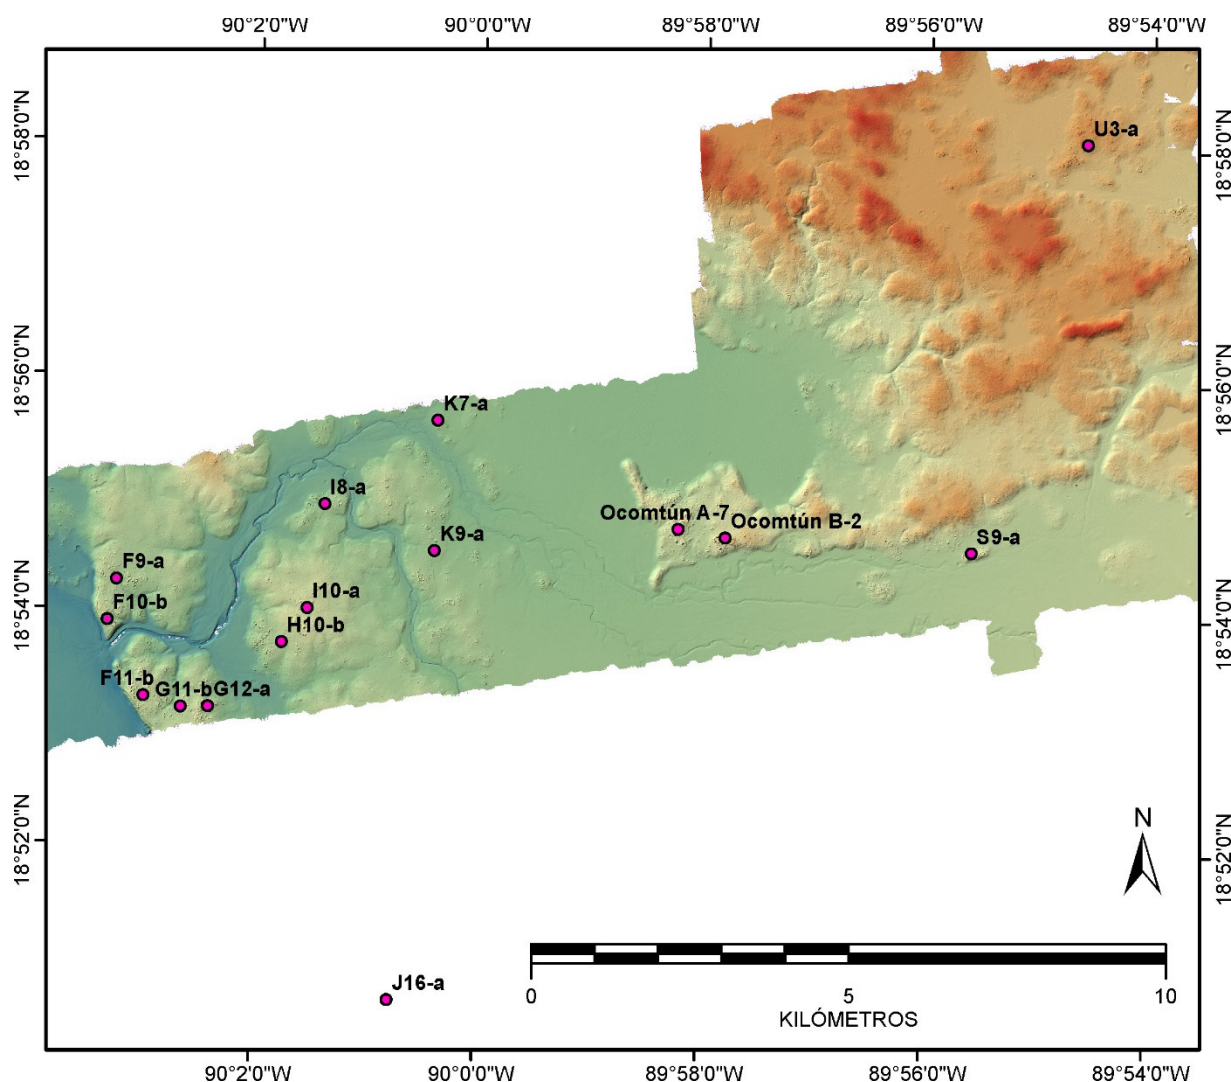 90°2'0"W 90°0'0"W 89°58'0"W 89°56'0"W 89°54'0"W
18°58'0"N
U3-a
18°58'0"N
18°56'0"N
K7-a
18°56'0"N
I8-a
Ocomtún A-7
Ocomtún B-2
K9-a
S9-a
F9-a
I10-a
F10-b
18°54'0"N
H10-b
18°54'0"N
F11-b G11-b G12-a
18°52'0"N
N
18°52'0"N
J16-a
0 5 10
KILÓMETROS
90°2'0"W 90°0'0"W 89°58'0"W 89°56'0"W 89°54'0"W